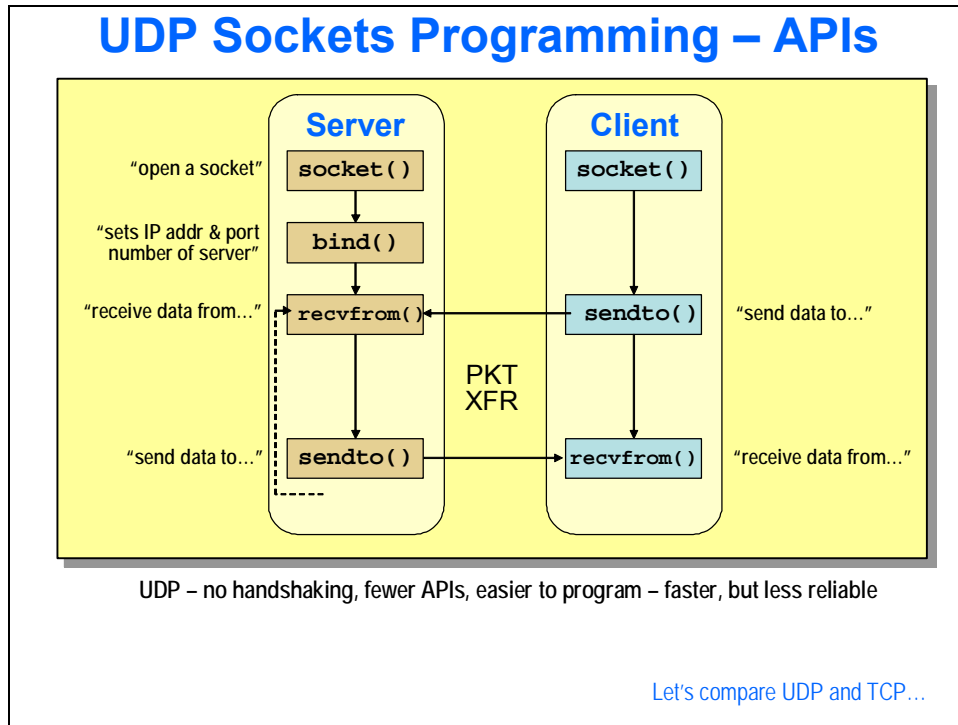 UDP Sockets Programming – APIs
Server
Client
“open a socket”
socket()
socket()
“sets IP addr & port
number of server”
bind()
“receive data from…”
recvfrom()
sendto()
“send data to…”
PKT
XFR
“send data to…”
sendto()
recvfrom()
“receive data from…”
UDP – no handshaking, fewer APIs, easier to program – faster, but less reliable
Let’s compare UDP and TCP…